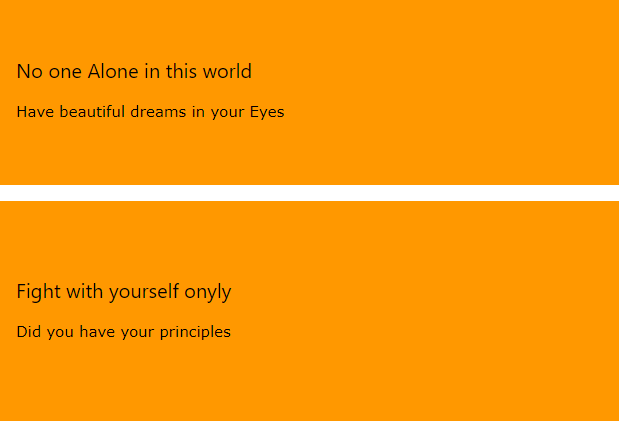 No one Alone in this world
Have beautiful dreams in your Eyes
Fight with yourself onyly
Did you have your principles